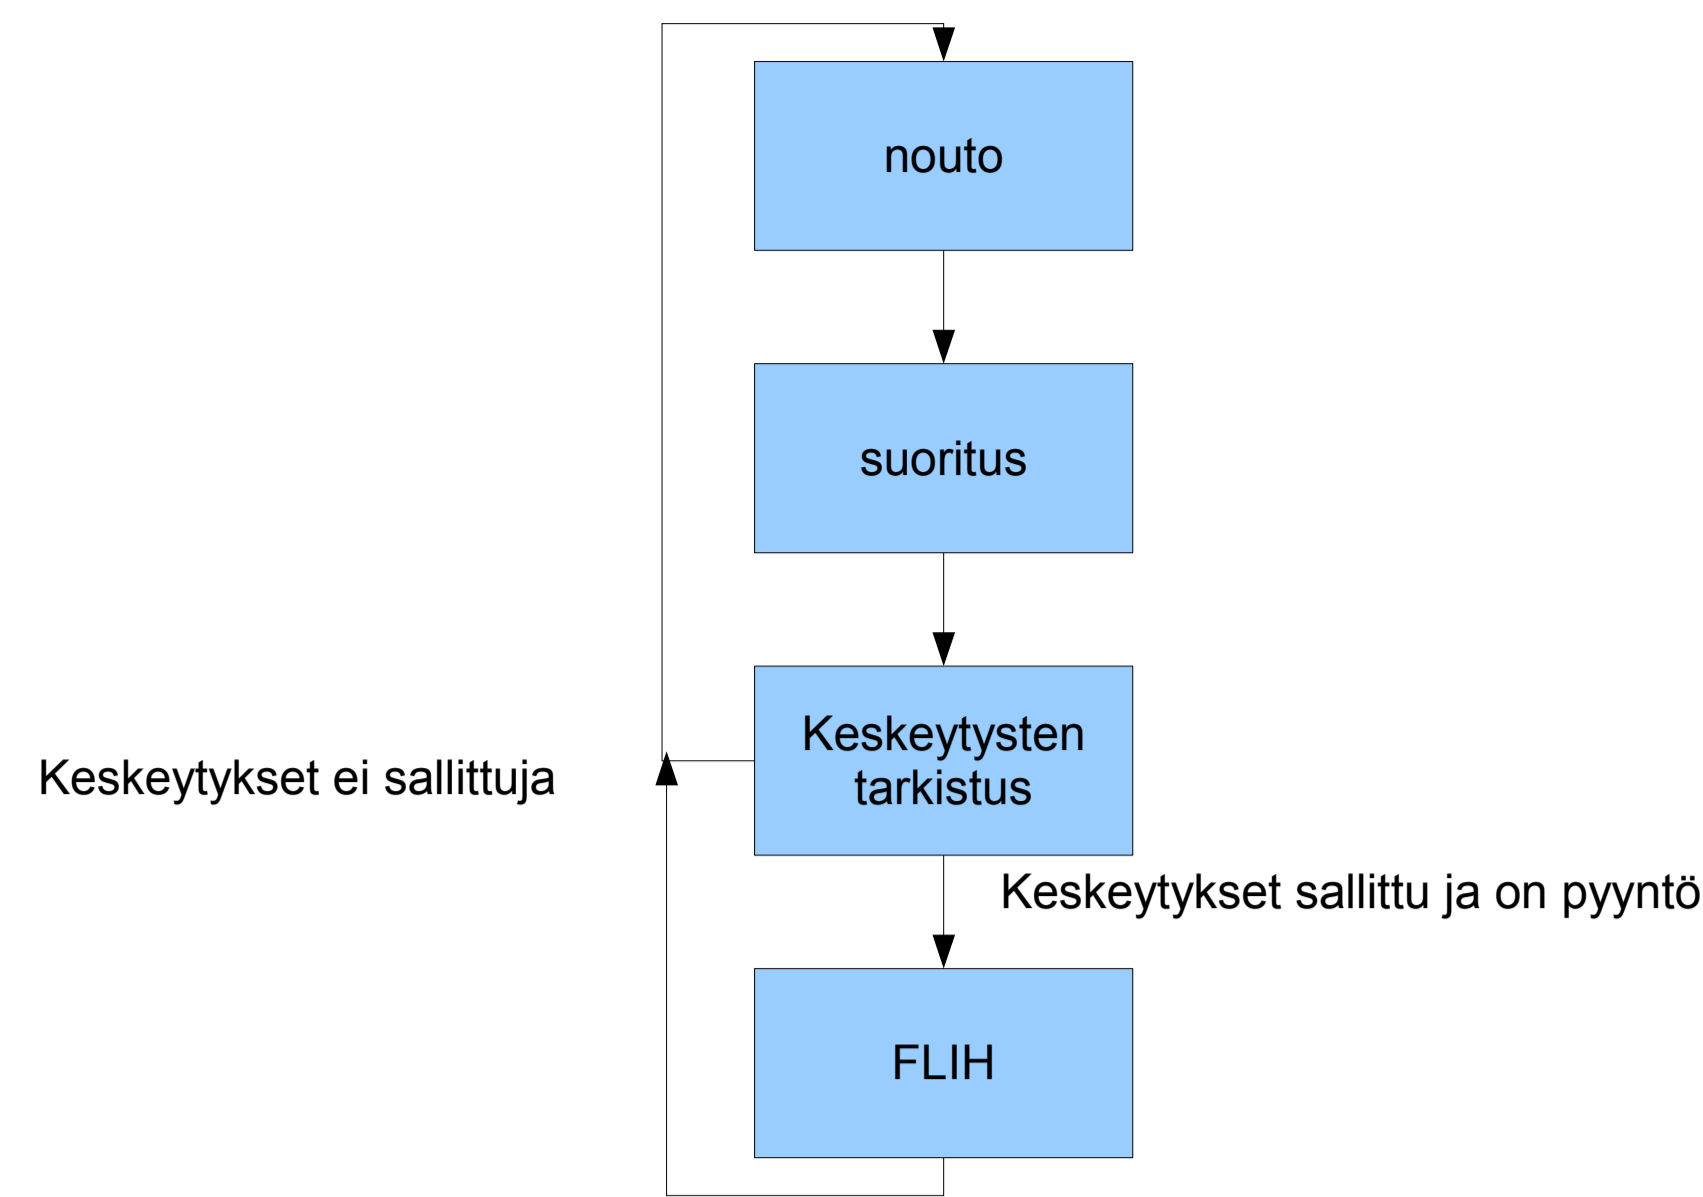 nouto
suoritus
Keskeytysten
tarkistus
Keskeytykset ei sallittuja
Keskeytykset sallittu ja on pyyntö
FLIH